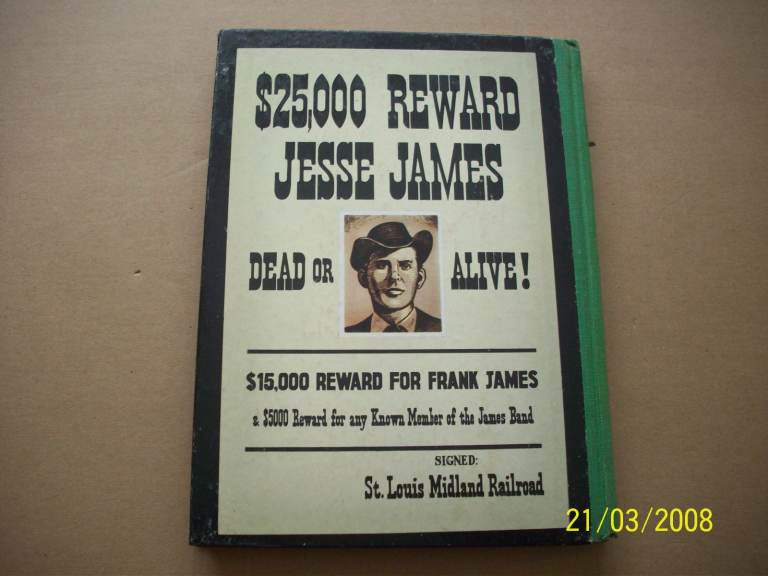 $25,000 REWARD
JESSE JAMES
DEAD OR ALIVE!
$15,000 REWARD FOR FRANK JAMES
& $5000 Reward for any Known Member of the James Band
SIGNED:
St. Louis Midland Railroad
21/03/2008